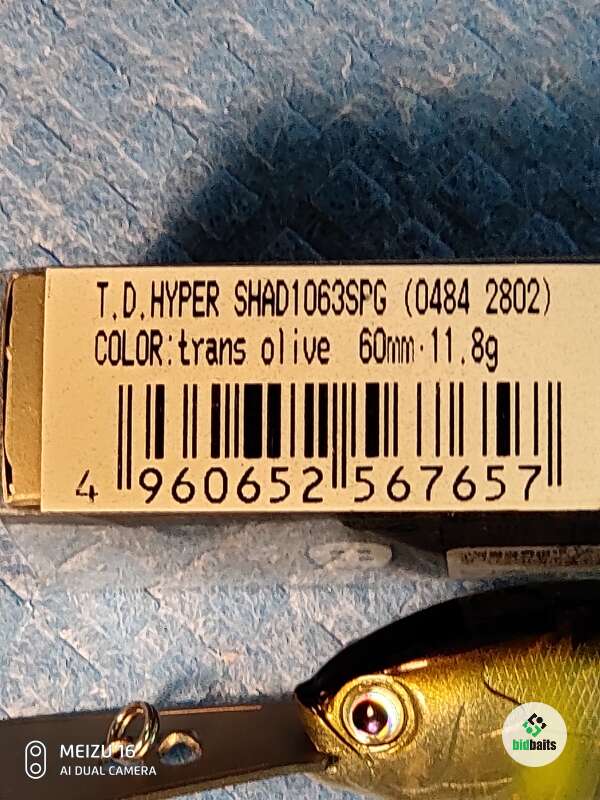 T.D.HYPER SHAD1063SPG (0484 2802)
COLOR:trans olive 60mm·11.8g
4 960652 567657
bidbaits
MEIZU 16
AI DUAL CAMERA